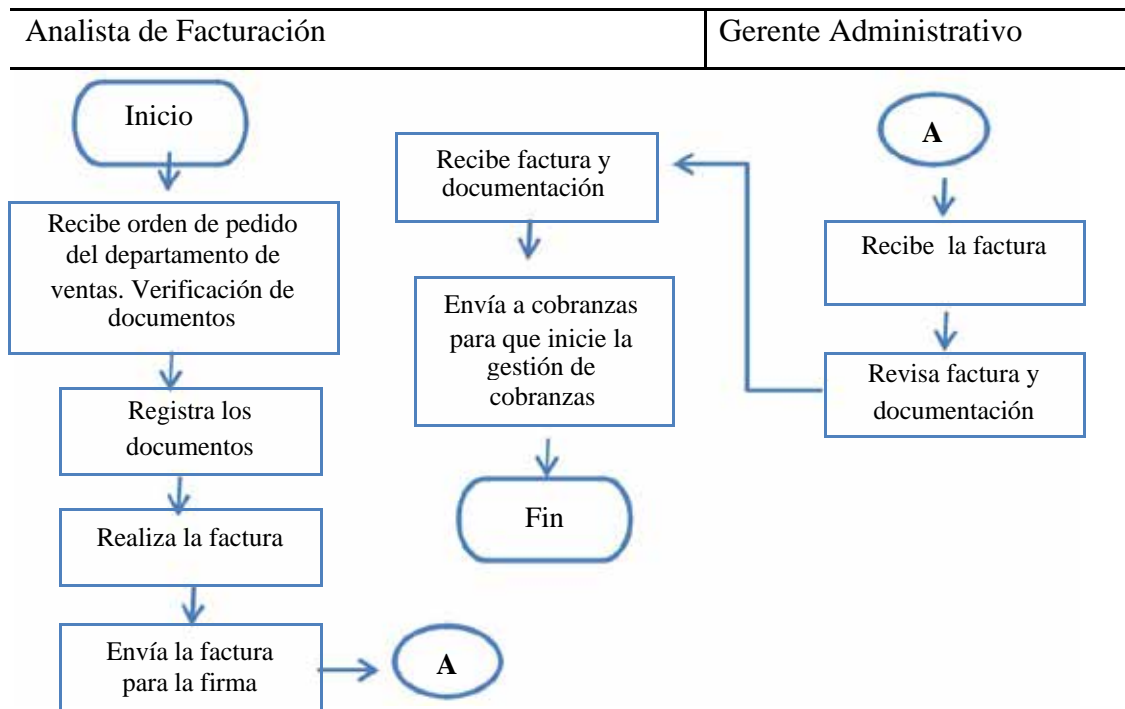 Analista de Facturación
Gerente Administrativo
Inicio
Recibe orden de pedido
del departamento de
ventas. Verificación de
documentos
Registra los
documentos
Realiza la factura
Envía la factura
para la firma
A
Recibe factura y
documentación
Envía a cobranzas
para que inicie la
gestión de
cobranzas
Fin
A
Recibe la factura
Revisa factura y
documentación